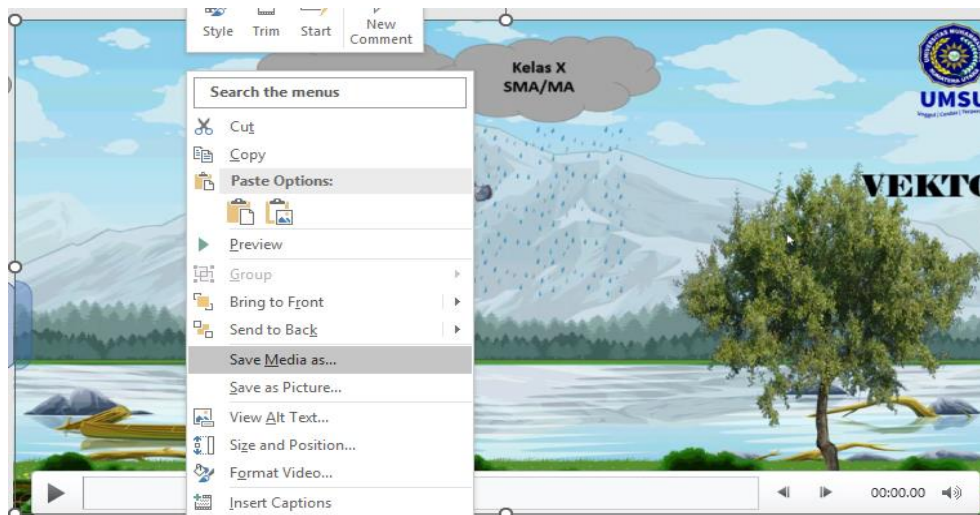 Style Trim Start New Comment
Search the menus
Cut
Copy
Paste Options:
Preview
Group
Bring to Front
Send to Back
Save Media as...
Save as Picture...
View Alt Text...
Size and Position...
Format Video...
Insert Captions
Kelas X
SMA/MA
UMSU
VEKTO
00:00.00